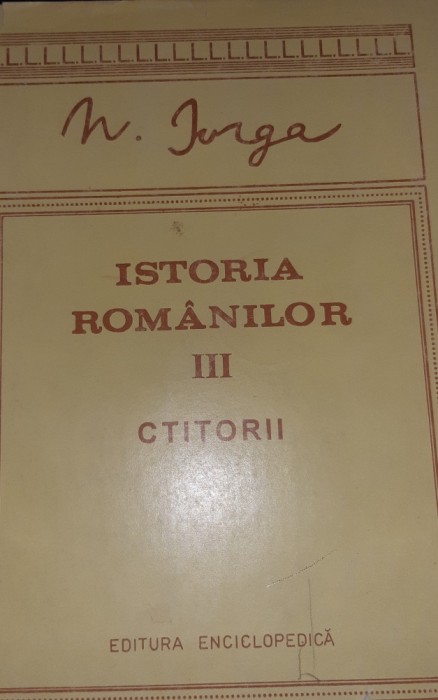 N. Iorga
ISTORIA
ROMÂNILOR
III
CTITORII
EDITURA ENCICLOPEDICĂ